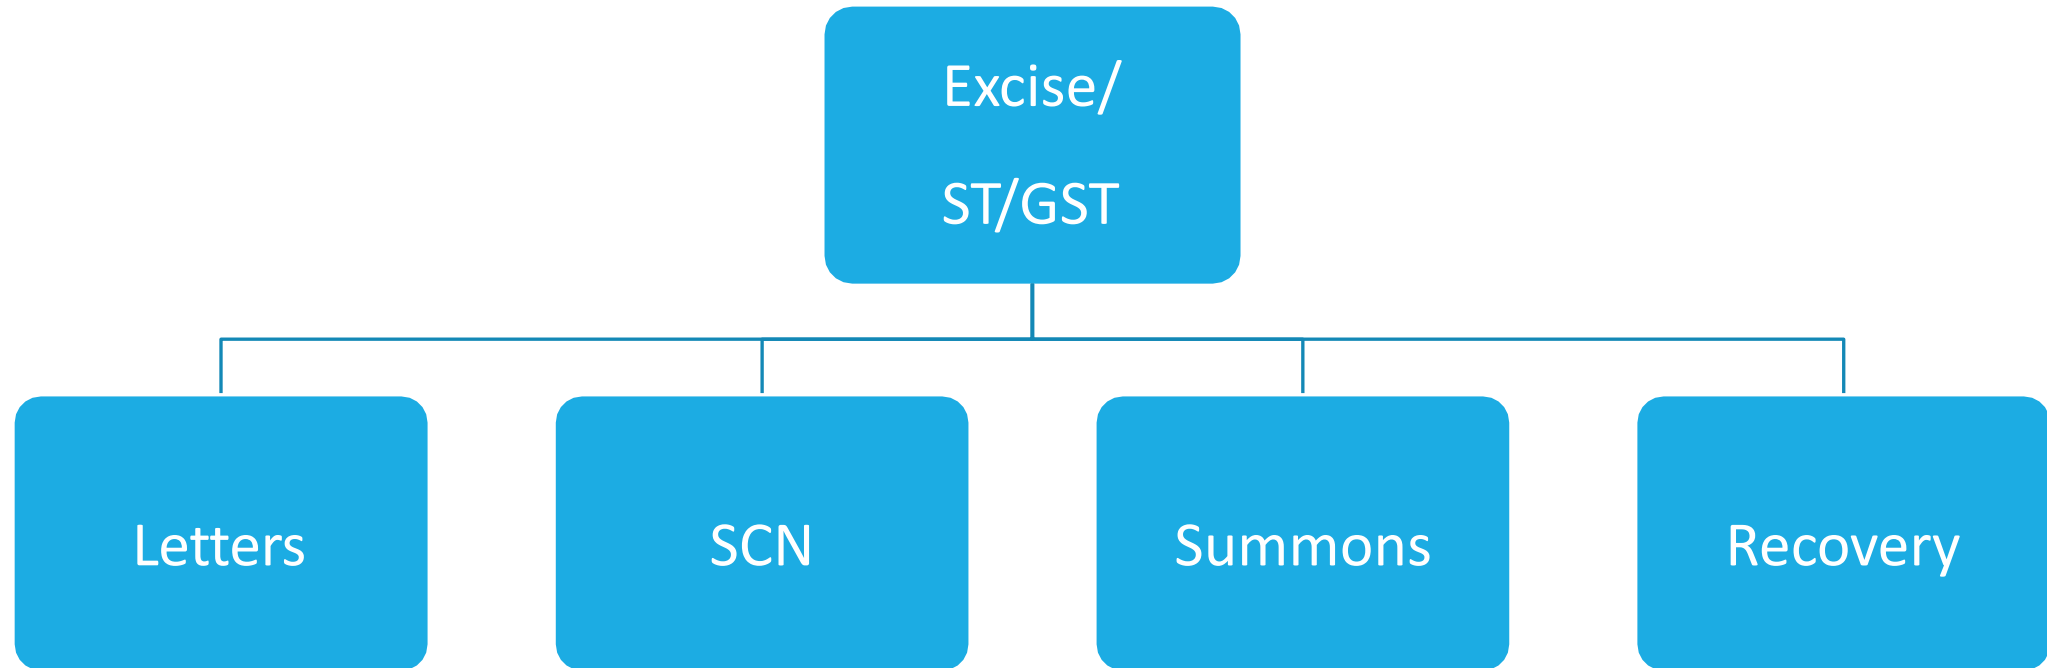 Excise/
ST/GST
Letters
SCN
Summons
Recovery